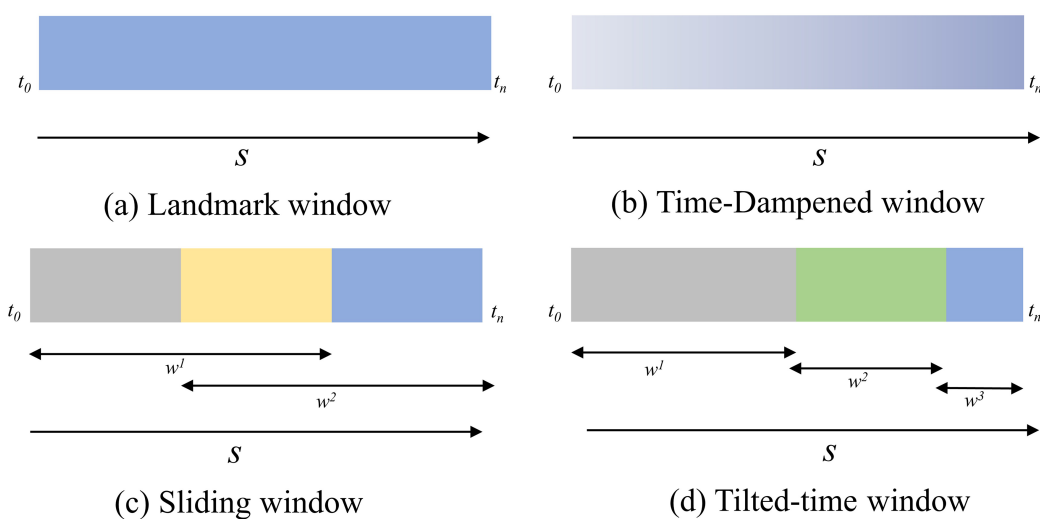 t₀ tₙ
S
(a) Landmark window
t₀ tₙ
S
(b) Time-Dampened window
t₀ tₙ
w¹
w²
S
(c) Sliding window
t₀ tₙ
w¹
w²
w³
S
(d) Tilted-time window